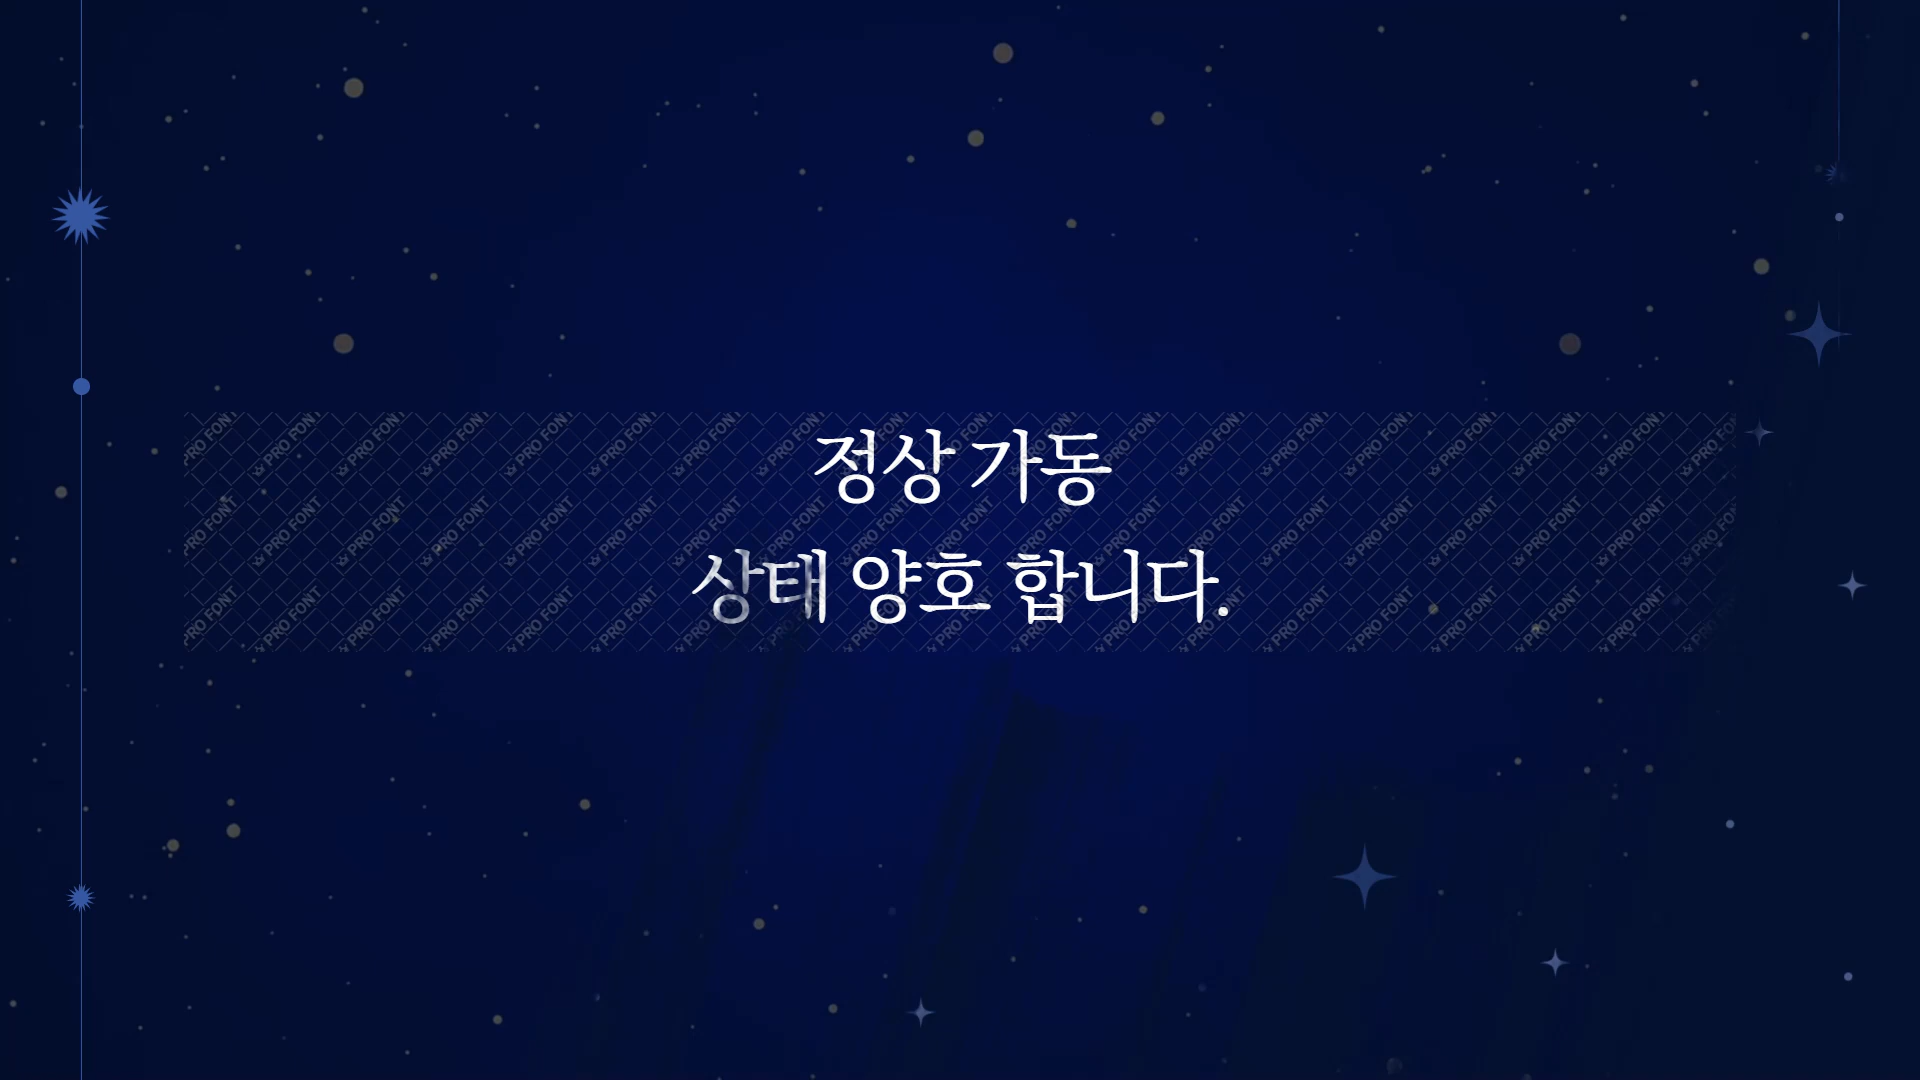 정상 가동
상태 양호 합니다.